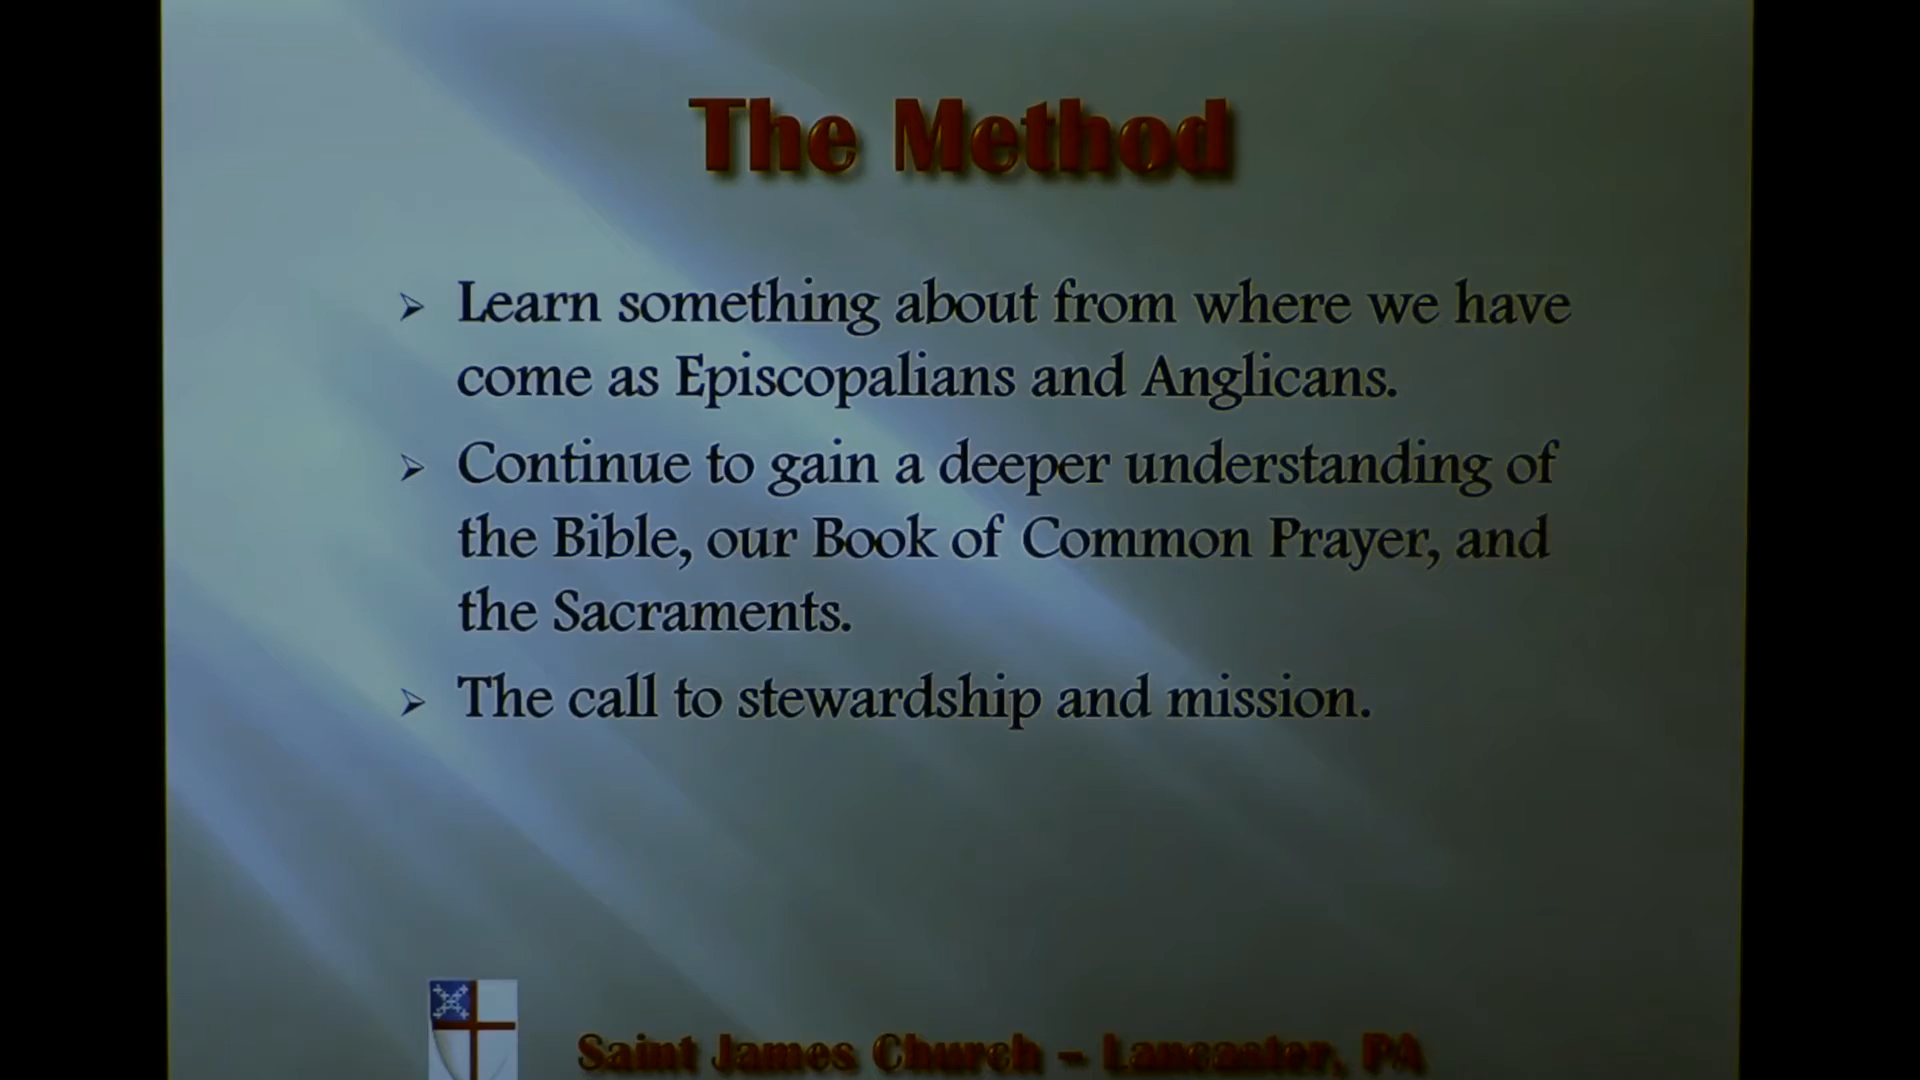 The Method
➢ Learn something about from where we have
come as Episcopalians and Anglicans.
➢ Continue to gain a deeper understanding of
the Bible, our Book of Common Prayer, and
the Sacraments.
➢ The call to stewardship and mission.
Saint James Church – Lancaster, PA